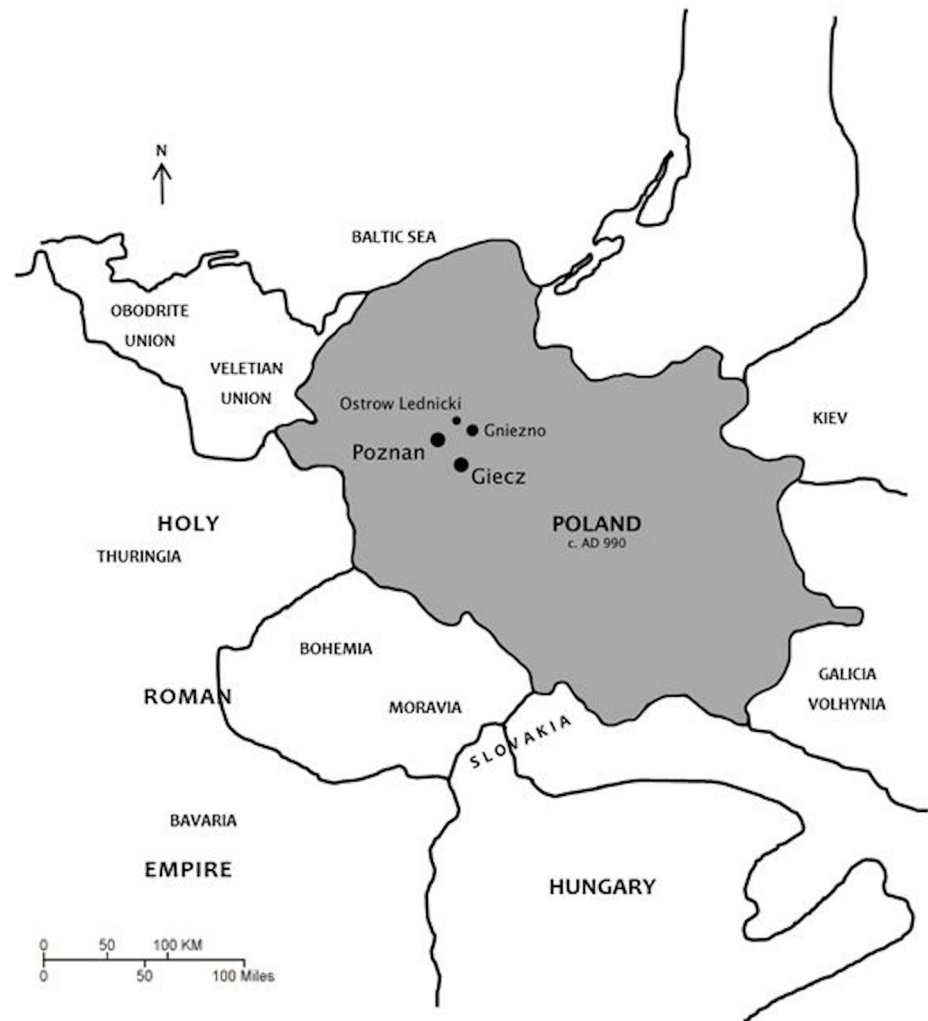 N
BALTIC SEA
OBODRITE
UNION
VELETIAN
UNION
Ostrow Lednicki
Gniezno
Poznan
Giecz
KIEV
HOLY
THURINGIA
POLAND
c. AD 990
BOHEMIA
GALICIA
VOLHYNIA
ROMAN
MORAVIA
SLOVAKIA
BAVARIA
EMPIRE
HUNGARY
0 50 100 KM
0 50 100 Miles